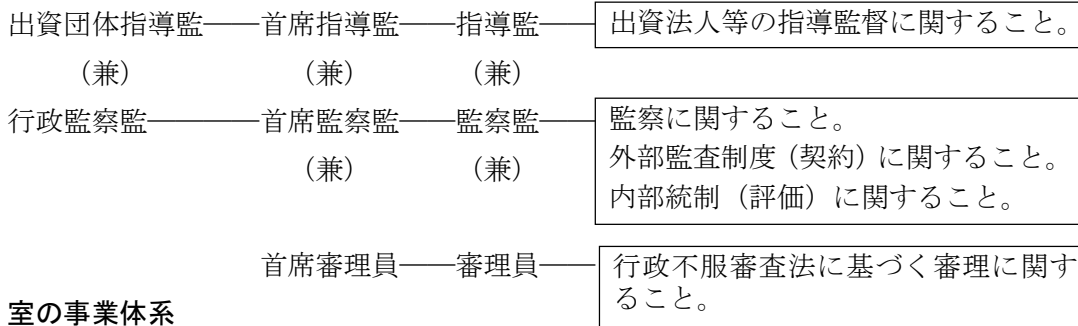 出資団体指導監――首席指導監――指導監――出資法人等の指導監督に関すること。
（兼）　（兼）　（兼）
行政監察監――――首席監察監――監察監――監察に関すること。
外部監査制度（契約）に関すること。
（兼）　（兼）
内部統制（評価）に関すること。
首席審理員――審理員――行政不服審査法に基づく審理に関す
ること。
室の事業体系